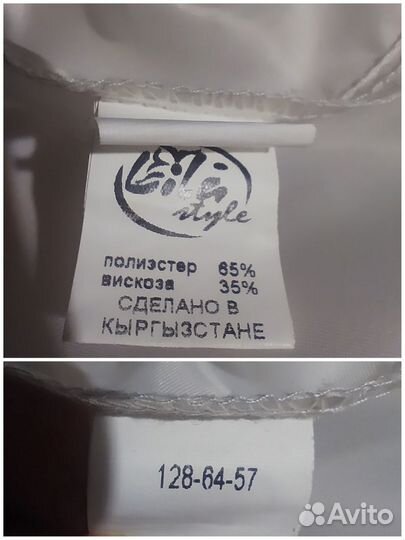 style
полиэстер 65%
вискоза 35%
СДЕЛАНО В
КЫРГЫЗСТАНЕ
128-64-57
Avito